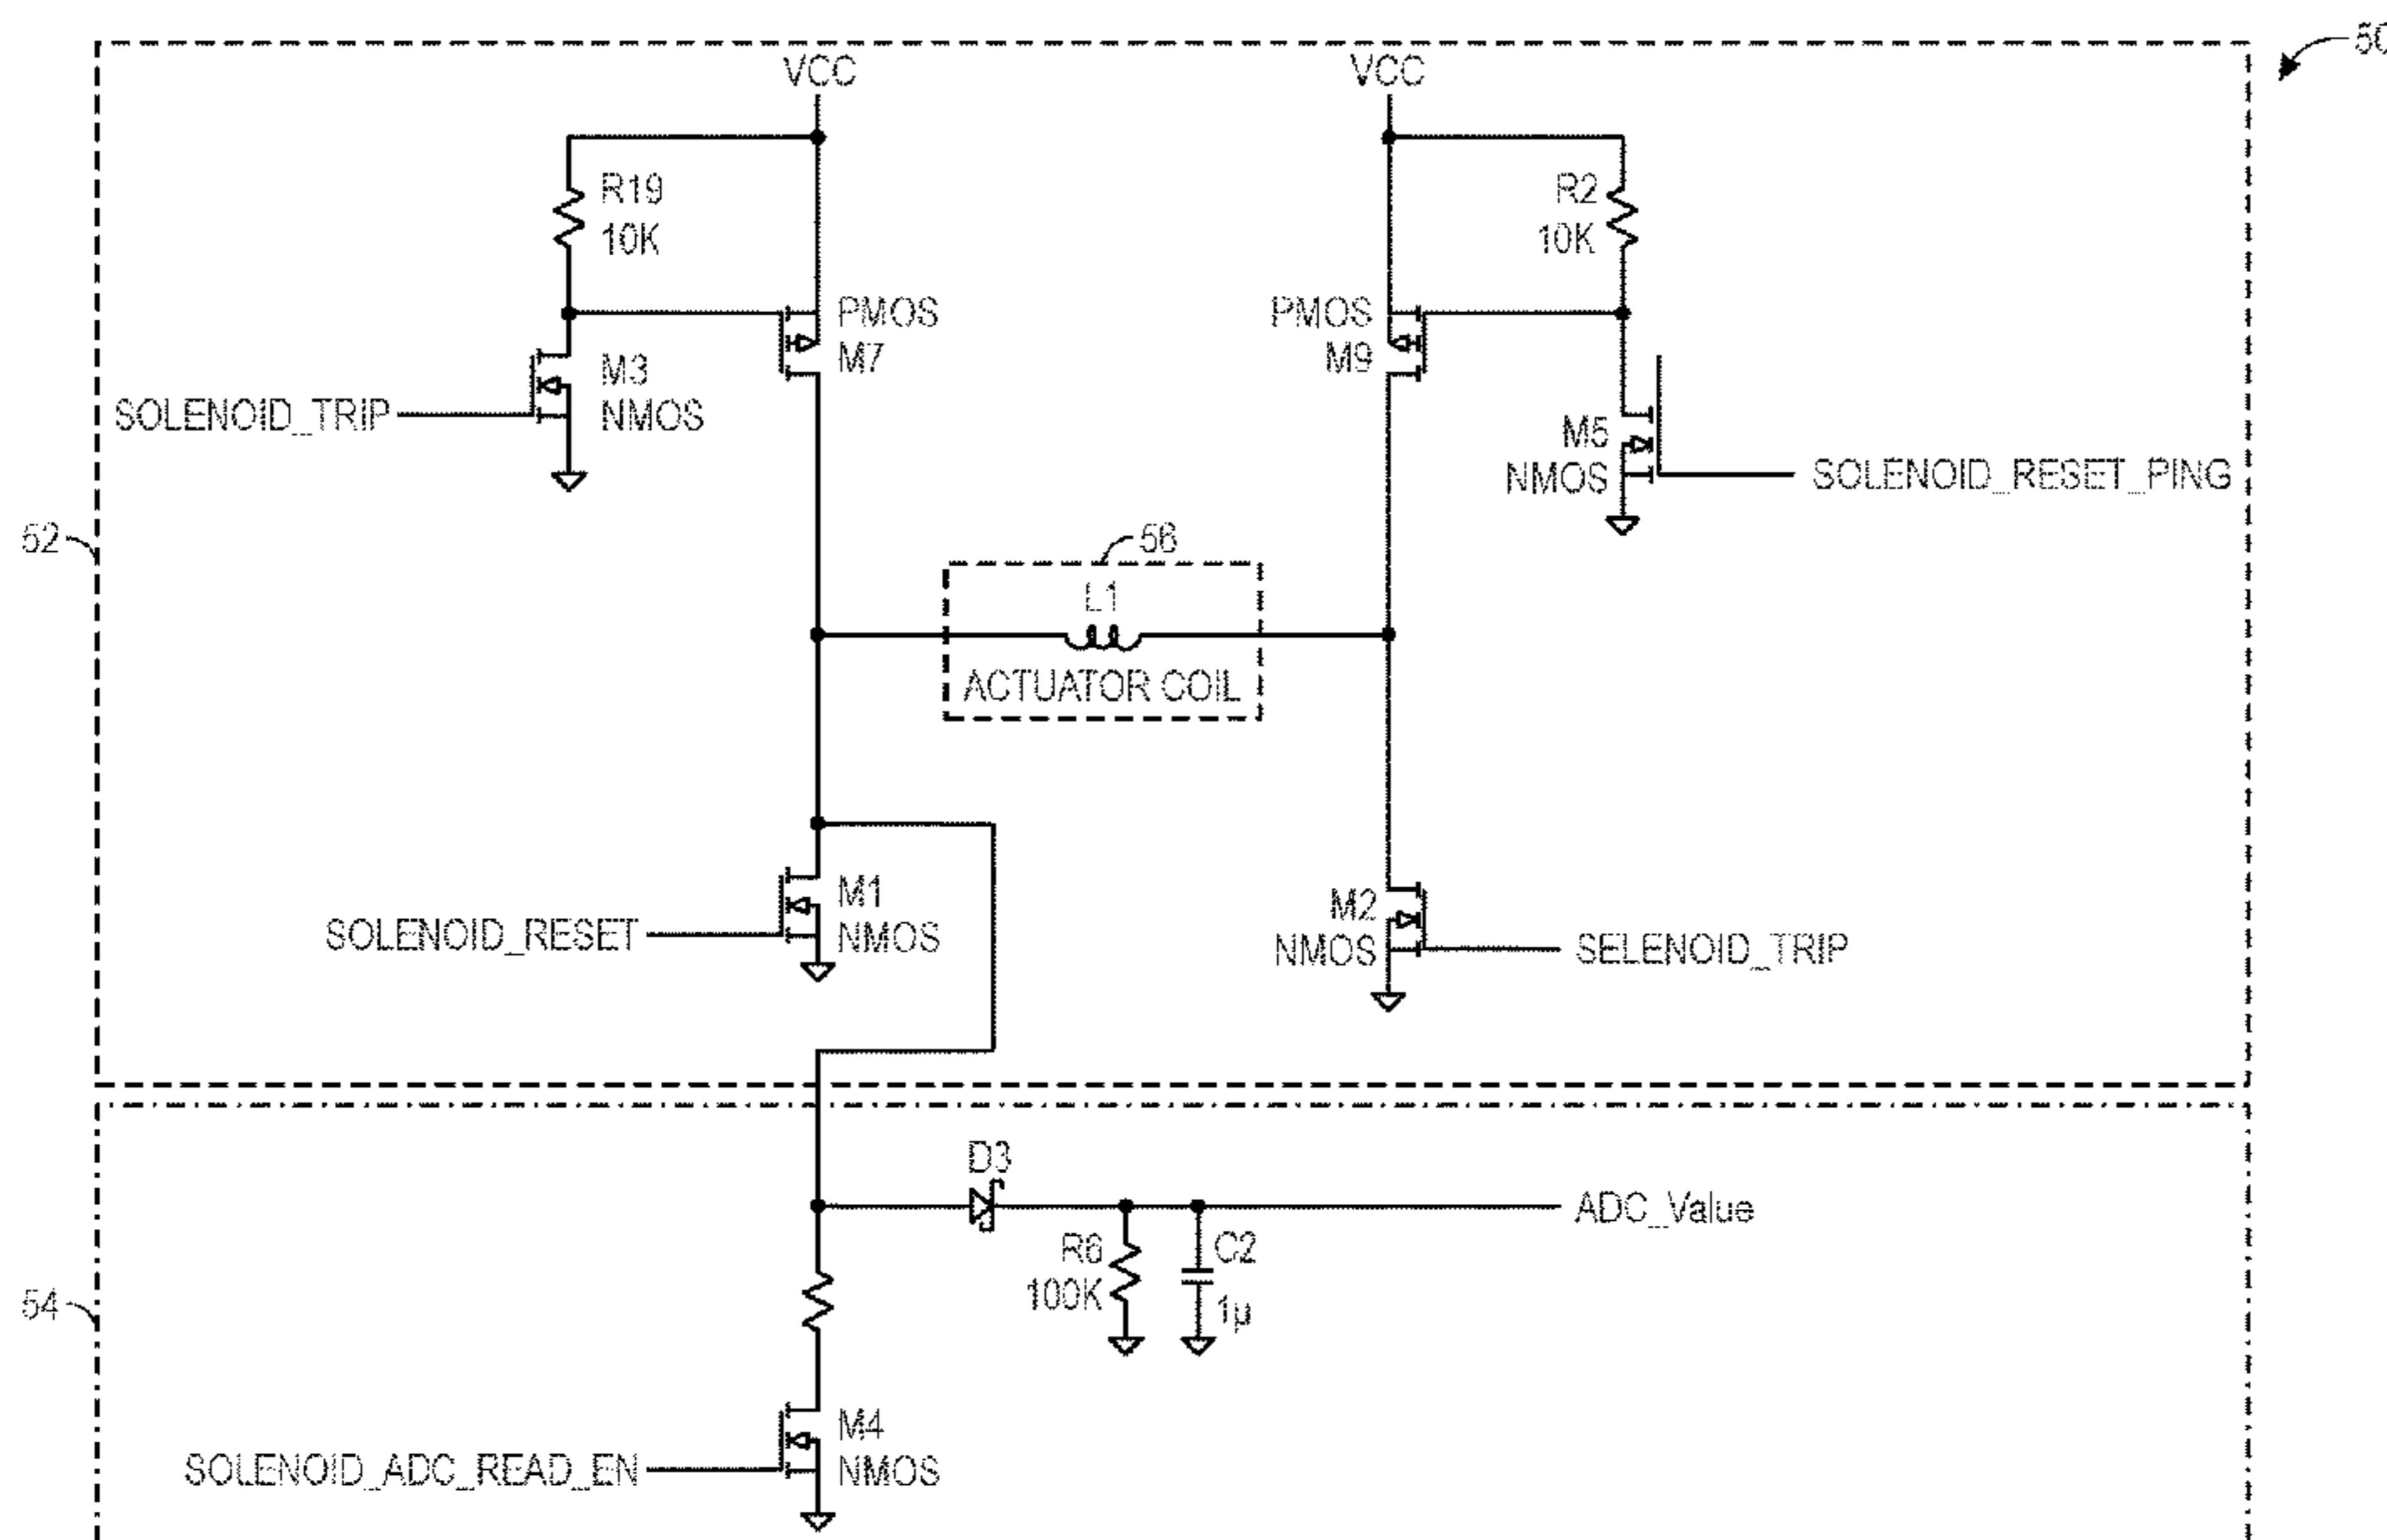 50
VCC
VCC
R19
10K
R2
10K
PMOS
M7
PMOS
M9
M3
NMOS
SOLENOID_TRIP
M5
NMOS
SOLENOID_RESET_PING
52
56
L1
ACTUATOR COIL
M1
NMOS
SOLENOID_RESET
M2
NMOS
SELENOID_TRIP
D3
ADC_Value
R6
100K
C2
1µ
54
M4
NMOS
SOLENOID_ADC_READ_EN